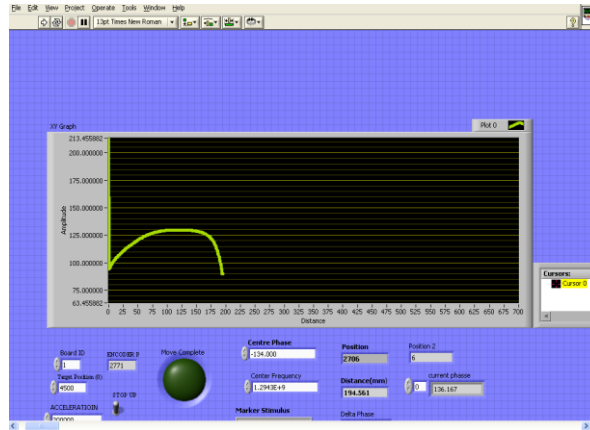 File Edit View Project Operate Tools Window Help
13pt Times New Roman
XY Graph
Plot 0
213.455882
200.000000
175.000000
150.000000
125.000000
100.000000
75.000000
63.455882
Amplitude
0 25 50 75 100 125 150 175 200 225 250 275 300 325 350 375 400 425 450 475 500 525 550 575 600 625 650 675 700
Distance
Cursors:
Cursor 0
Board ID
1
ENCODER P
2771
Move Complete
Centre Phase
-134.000
Position
2706
Position 2
6
Target Position (0)
4500
STOP UP
Center Frequency
1.2943E+9
Distance(mm)
194.561
current phasse
0
136.167
ACCELERATIOIN
Marker Stimulus
Delta Phase